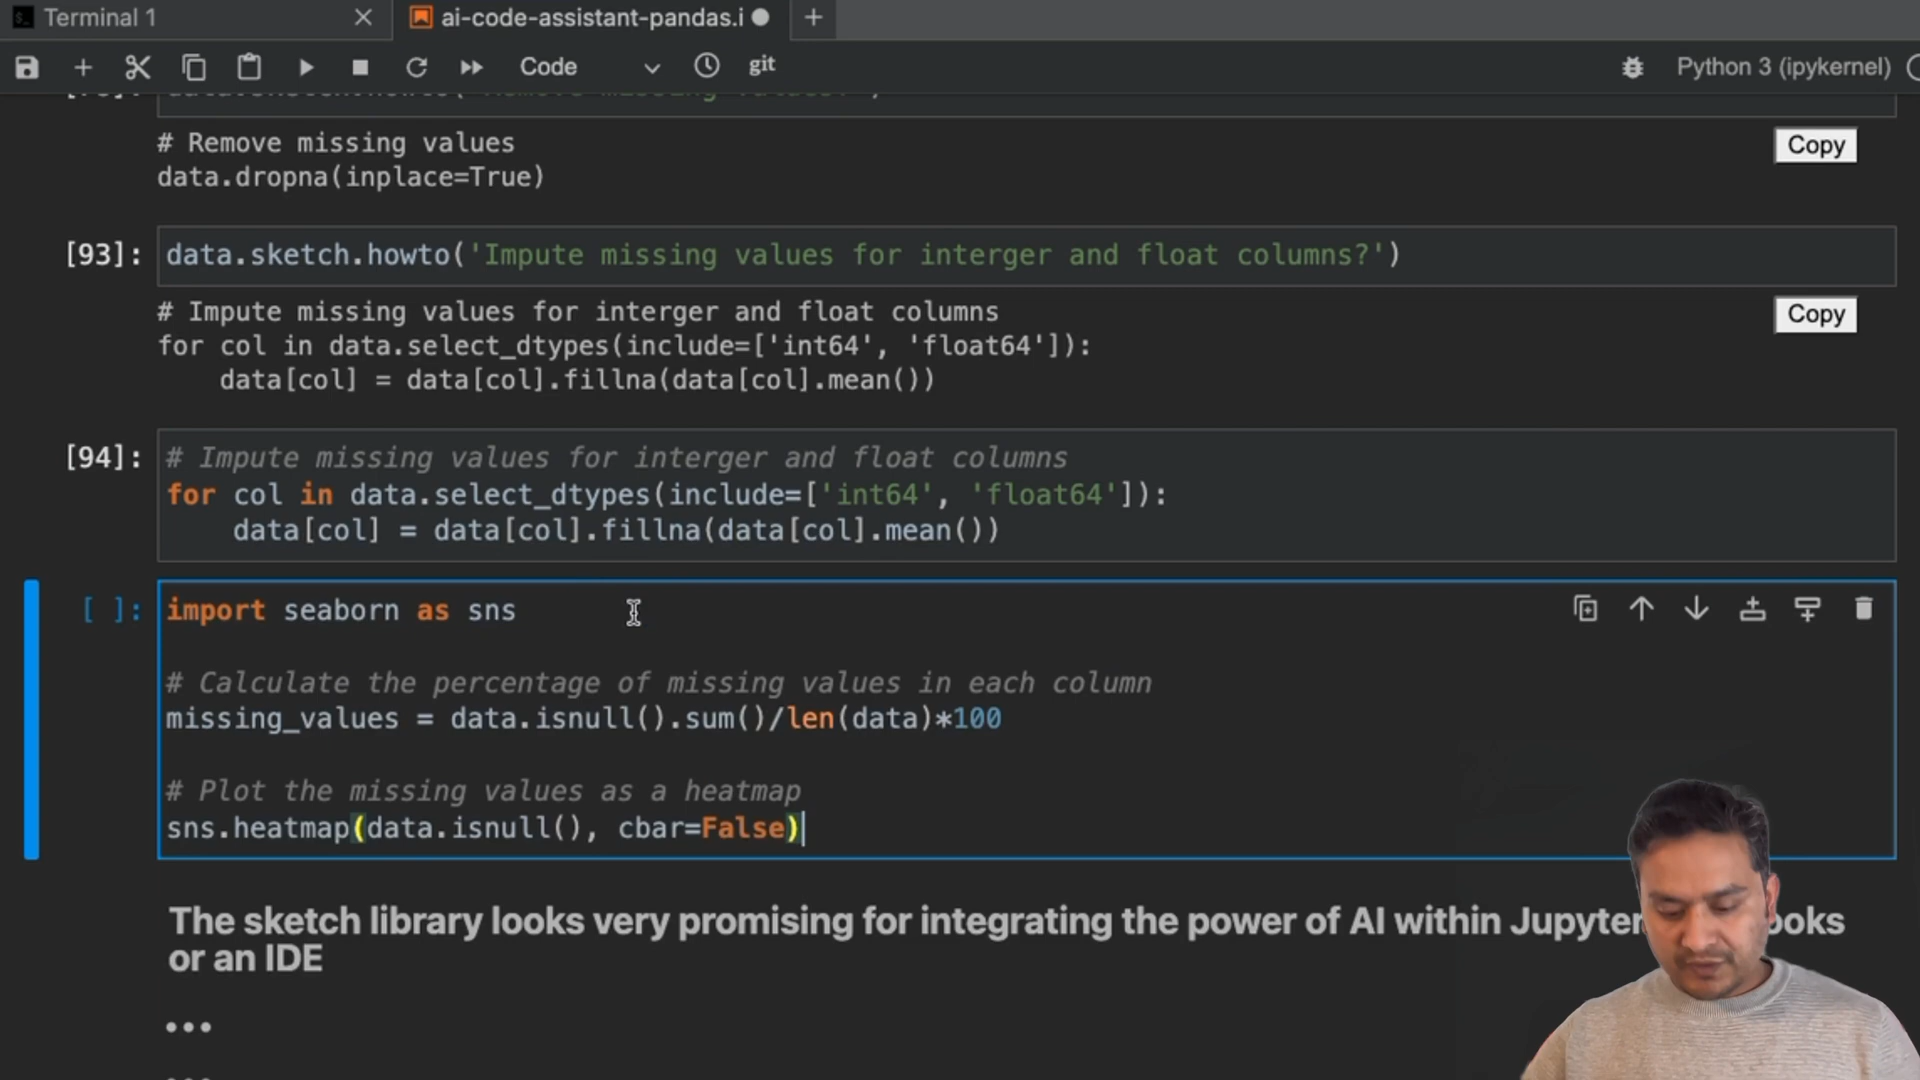 Terminal 1
ai-code-assistant-pandas.i
Code
git
Python 3 (ipykernel)
# Remove missing values
Copy
data.dropna(inplace=True)
[93]:
data.sketch.howto('Impute missing values for interger and float columns?')
# Impute missing values for interger and float columns
Copy
for col in data.select_dtypes(include=['int64', 'float64']):
data[col] = data[col].fillna(data[col].mean())
[94]:
# Impute missing values for interger and float columns
for col in data.select_dtypes(include=['int64', 'float64']):
data[col] = data[col].fillna(data[col].mean())
[ ]:
import seaborn as sns
# Calculate the percentage of missing values in each column
missing_values = data.isnull().sum()/len(data)*100
# Plot the missing values as a heatmap
sns.heatmap(data.isnull(), cbar=False)
The sketch library looks very promising for integrating the power of AI within Jupyter ooks
or an IDE